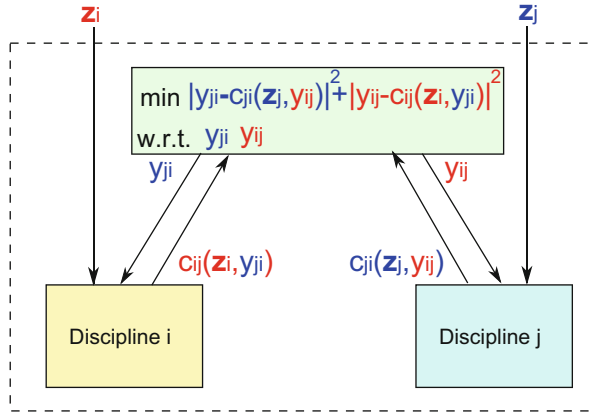 zi
zj
min |yji-cji(zj,yij)|²+|yij-cij(zi,yji)|²
w.r.t. yji yij
yji
yij
cij(zi,yji)
cji(zj,yij)
Discipline i
Discipline j